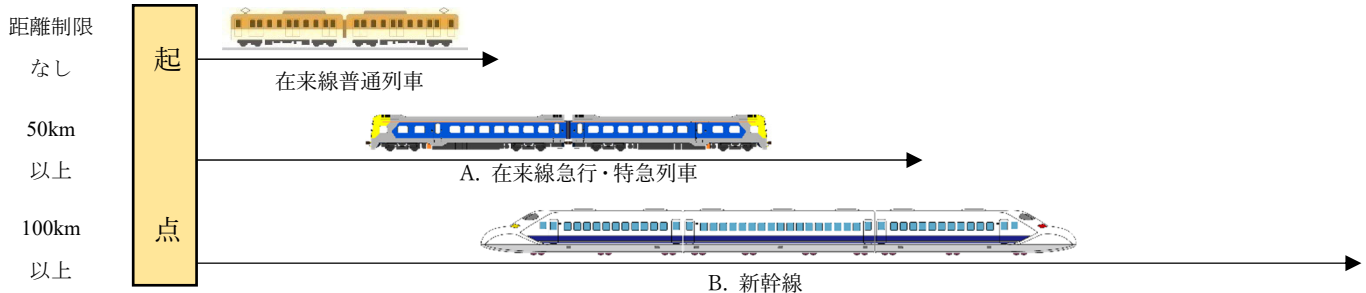 距離制限
なし
起
在来線普通列車
50km
以上
A. 在来線急行・特急列車
100km
以上
点
B. 新幹線